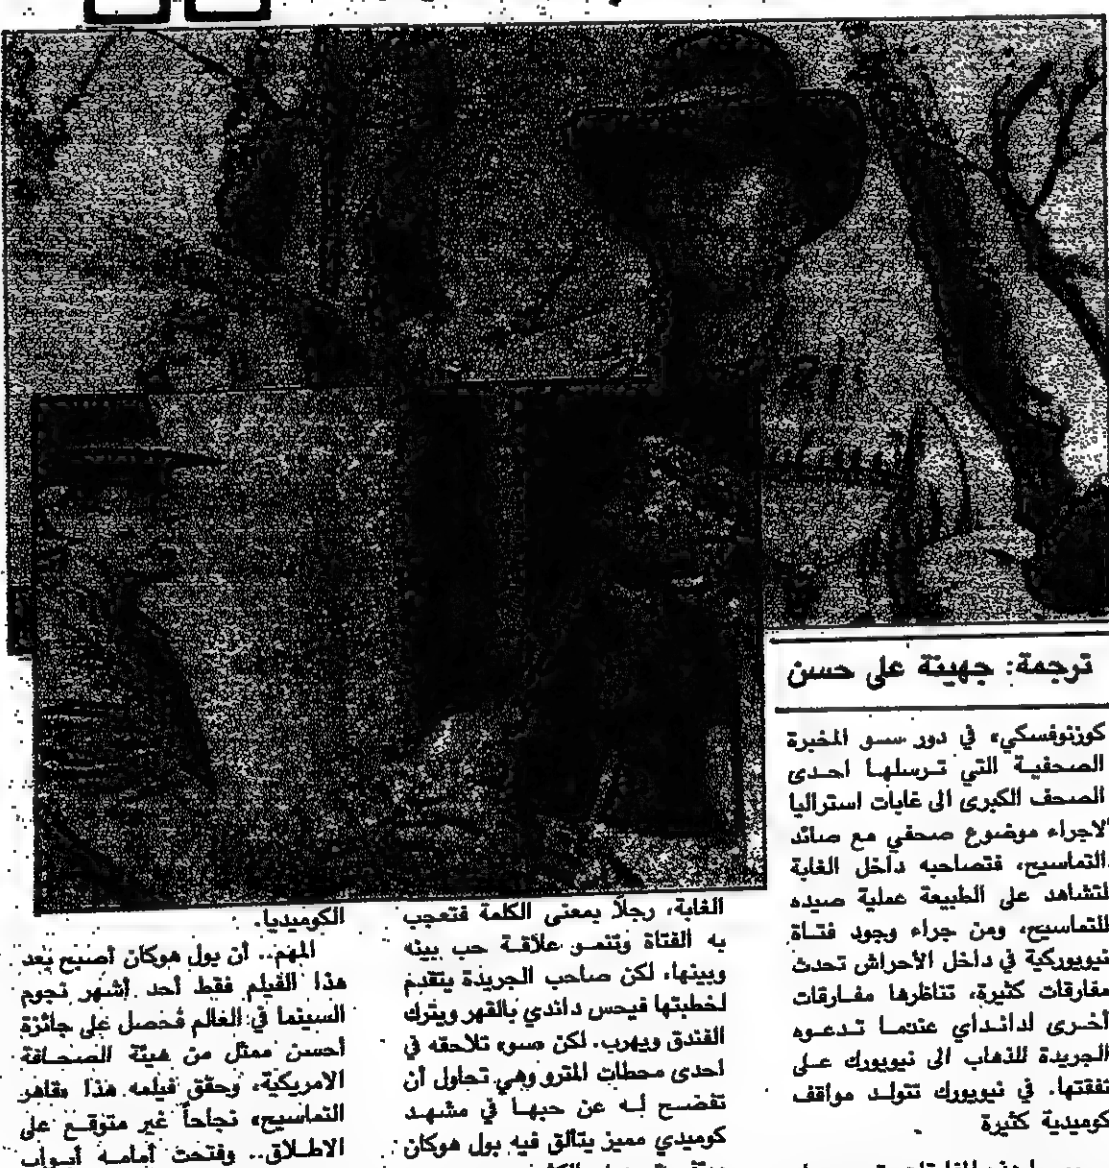 ترجمة: جهينة علي حسن
كوزنوفسكي» في دور سو المخبرة
الصحفية التي ترسلها احدى
الصحف الكبرى الى غابات استراليا
لاجراء موضوع صحفي مع صائد
التماسيح، فتصاحبه داخل الغابة
لتشاهد على الطبيعة عملية صيده
للتماسيح، ومن جراء وجود فتاة
نيويوركية في داخل الأحراش تحدث
مفارقات كثيرة، تناظرها مفارقات
أخرى لدانداي عندما تدعوه
الجريدة للذهاب الى نيويورك على
نفقتها. في نيويورك تتولد مواقف
كوميدية كثيرة
الغابة، رجلاً بمعنى الكلمة فتعجب
به الفتاة وتنمو علاقة حب بينه
وبينها. لكن صاحب الجريدة يتقدم
لخطبتها فيحس داندي بالقهر ويترك
الفندق ويهرب. لكن «سو» تلاحقه في
احدى محطات المترو وهي تحاول أن
تفصح له عن حبها في مشهد
كوميدي مميز يتألق فيه بول هوكان
الكوميديا.
المهم.. أن بول هوكان أصبح بعد
هذا الفيلم فقط أحد أشهر نجوم
السينما في العالم فحصل على جائزة
أحسن ممثل من هيئة الصحافة
الامريكية، وحقق فيلمه هذا «قاهر
التماسيح» نجاحاً غير متوقع على
الاطلاق.. وفتحت أمامه أبواب